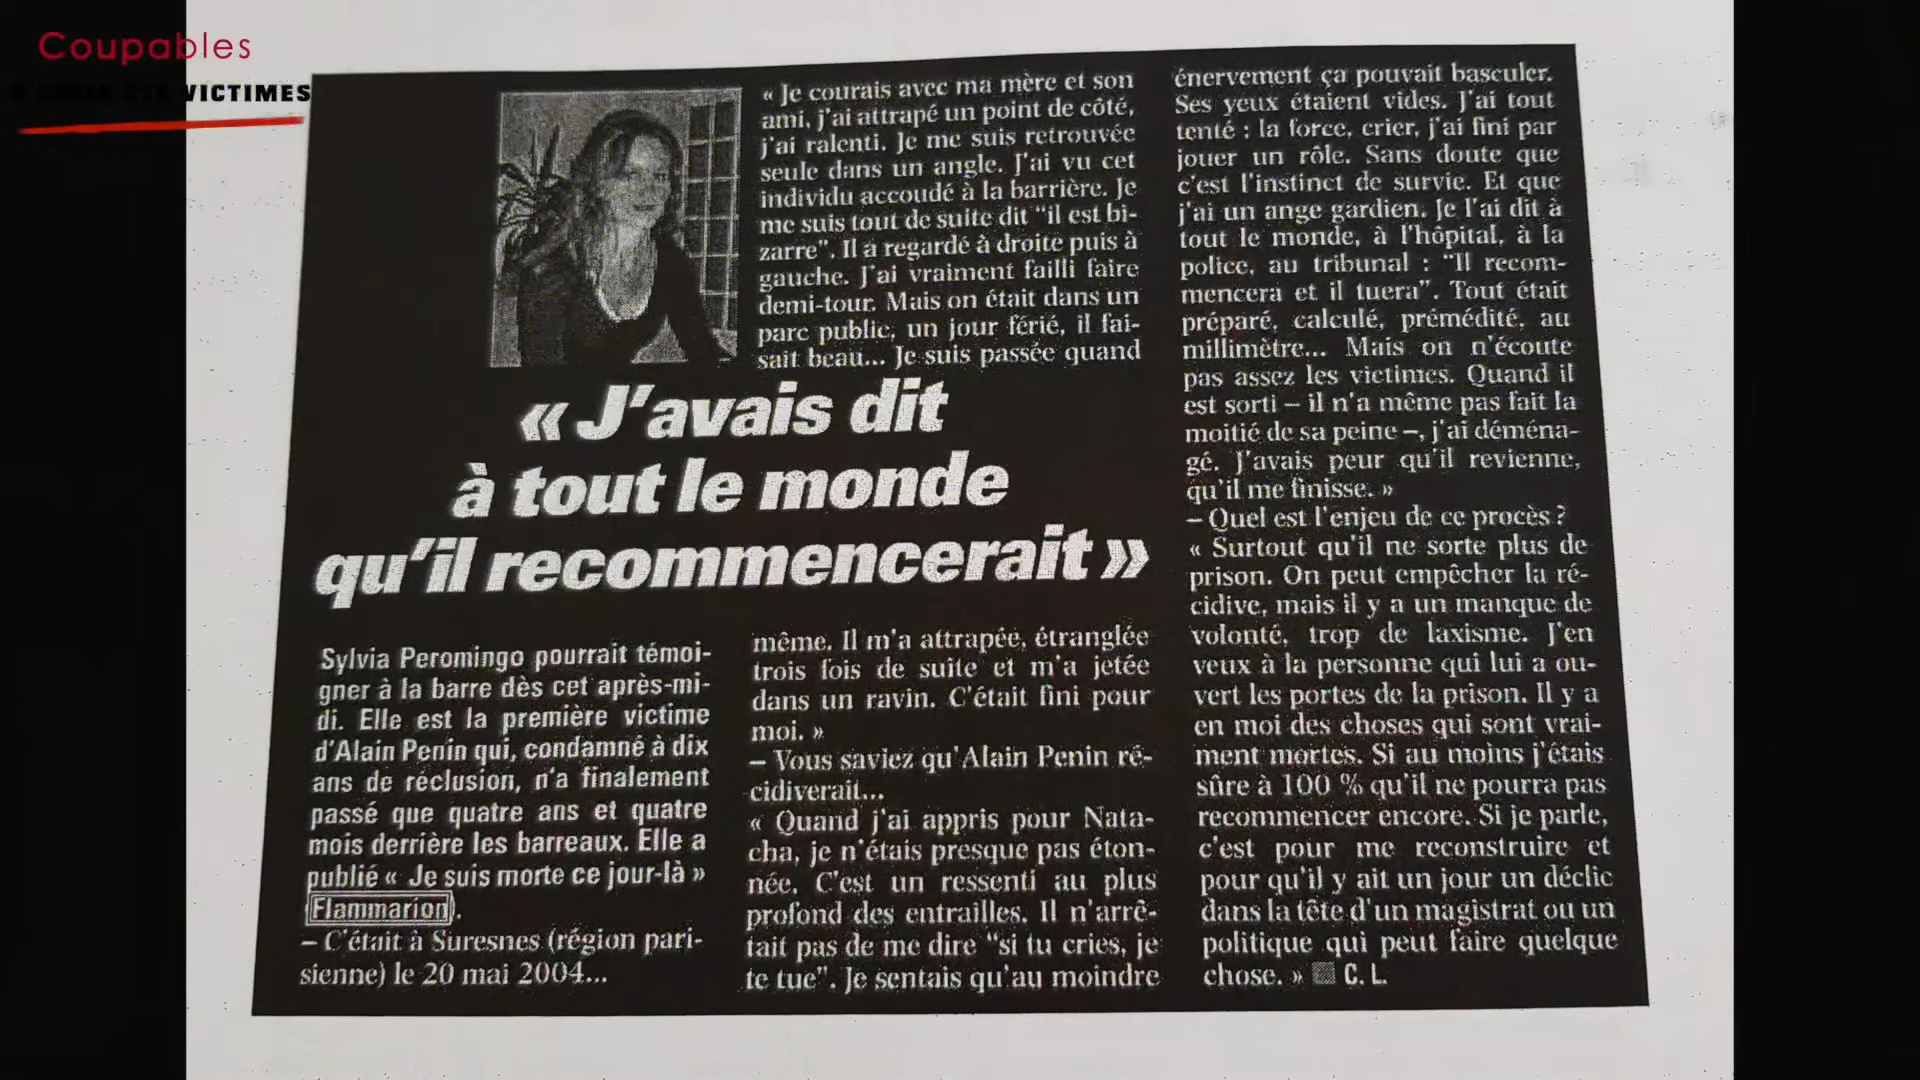 Coupables
VICTIMES
« Je courais avec ma mère et son
ami, j'ai attrapé un point de côté,
j'ai ralenti. Je me suis retrouvée
seule dans un angle. J'ai vu cet
individu accoudé à la barrière. Je
me suis tout de suite dit "il est bi-
zarre". Il a regardé à droite puis à
gauche. J'ai vraiment failli faire
demi-tour. Mais on était dans un
parc public, un jour férié, il fai-
sait beau... Je suis passée quand
« J'avais dit
à tout le monde
qu'il recommencerait »
Sylvia Peromingo pourrait témoi-
gner à la barre dès cet après-mi-
di. Elle est la première victime
d'Alain Penin qui, condamné à dix
ans de réclusion, n'a finalement
passé que quatre ans et quatre
mois derrière les barreaux. Elle a
publié « Je suis morte ce jour-là »
Flammarion).
– C'était à Suresnes (région pari-
sienne) le 20 mai 2004...
même. Il m'a attrapée, étranglée
trois fois de suite et m'a jetée
dans un ravin. C'était fini pour
moi. »
– Vous saviez qu'Alain Penin ré-
cidiverait...
« Quand j'ai appris pour Nata-
cha, je n'étais presque pas éton-
née. C'est un ressenti au plus
profond des entrailles. Il n'arrê-
tait pas de me dire "si tu cries, je
te tue". Je sentais qu'au moindre
énervement ça pouvait basculer.
Ses yeux étaient vides. J'ai tout
tenté : la force, crier, j'ai fini par
jouer un rôle. Sans doute que
c'est l'instinct de survie. Et que
j'ai un ange gardien. Je l'ai dit à
tout le monde, à l'hôpital, à la
police, au tribunal : "Il recom-
mencera et il tuera". Tout était
préparé, calculé, prémédité, au
millimètre... Mais on n'écoute
pas assez les victimes. Quand il
est sorti – il n'a même pas fait la
moitié de sa peine –, j'ai déména-
gé. J'avais peur qu'il revienne,
qu'il me finisse. »
– Quel est l'enjeu de ce procès ?
« Surtout qu'il ne sorte plus de
prison. On peut empêcher la ré-
cidive, mais il y a un manque de
volonté, trop de laxisme. J'en
veux à la personne qui lui a ou-
vert les portes de la prison. Il y a
en moi des choses qui sont vrai-
ment mortes. Si au moins j'étais
sûre à 100 % qu'il ne pourra pas
recommencer encore. Si je parle,
c'est pour me reconstruire et
pour qu'il y ait un jour un déclic
dans la tête d'un magistrat ou un
politique qui peut faire quelque
chose. » C. L.